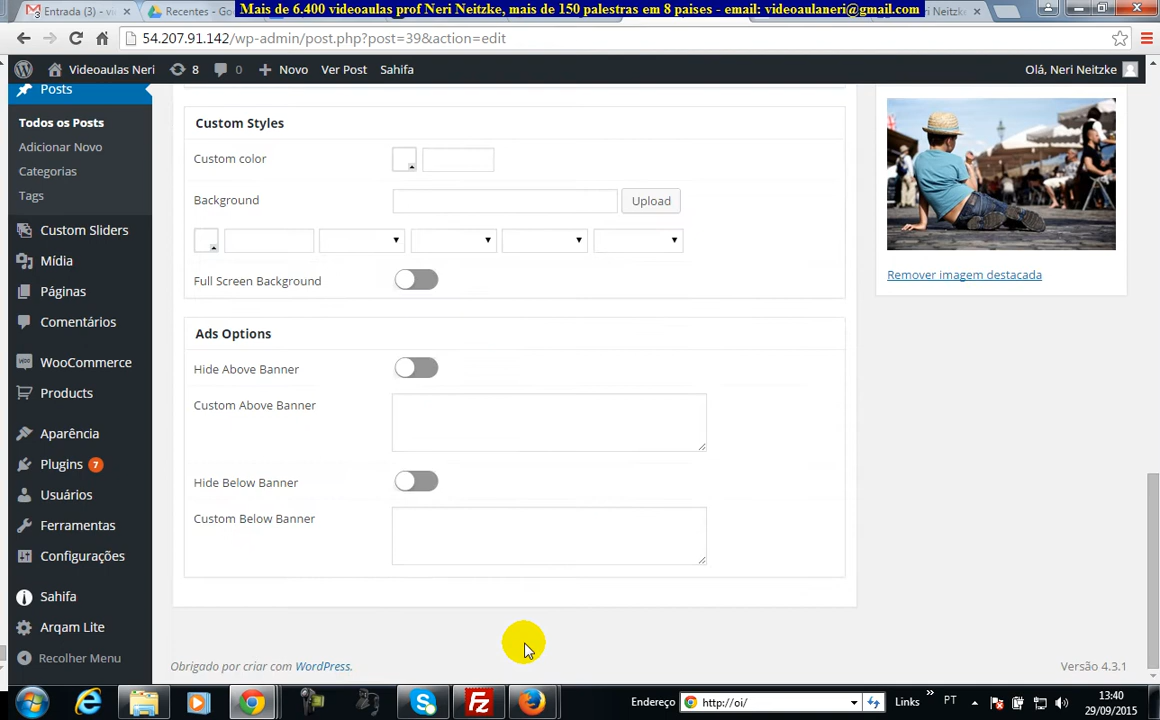 Mais de 6.400 videoaulas prof Neri Neitzke, mais de 150 palestras em 8 paises - email: videoaulaneri@gmail.com
Entrada (3) - vi
Recentes - Go
ri Neitzk
54.207.91.142/wp-admin/post.php?post=39&action=edit
Videoaulas Neri
8
0
Novo
Ver Post
Sahifa
Olá, Neri Neitzke
Posts
Todos os Posts
Adicionar Novo
Categorias
Tags
Custom Sliders
Mídia
Páginas
Comentários
WooCommerce
Products
Aparência
Plugins 7
Usuários
Ferramentas
Configurações
Sahifa
Arqam Lite
Recolher Menu
Custom Styles
Custom color
Background
Upload
Full Screen Background
Ads Options
Hide Above Banner
Custom Above Banner
Hide Below Banner
Custom Below Banner
Remover imagem destacada
Obrigado por criar com WordPress.
Versão 4.3.1
Endereço
http://oi/
Links
»
PT
13:40
29/09/2015